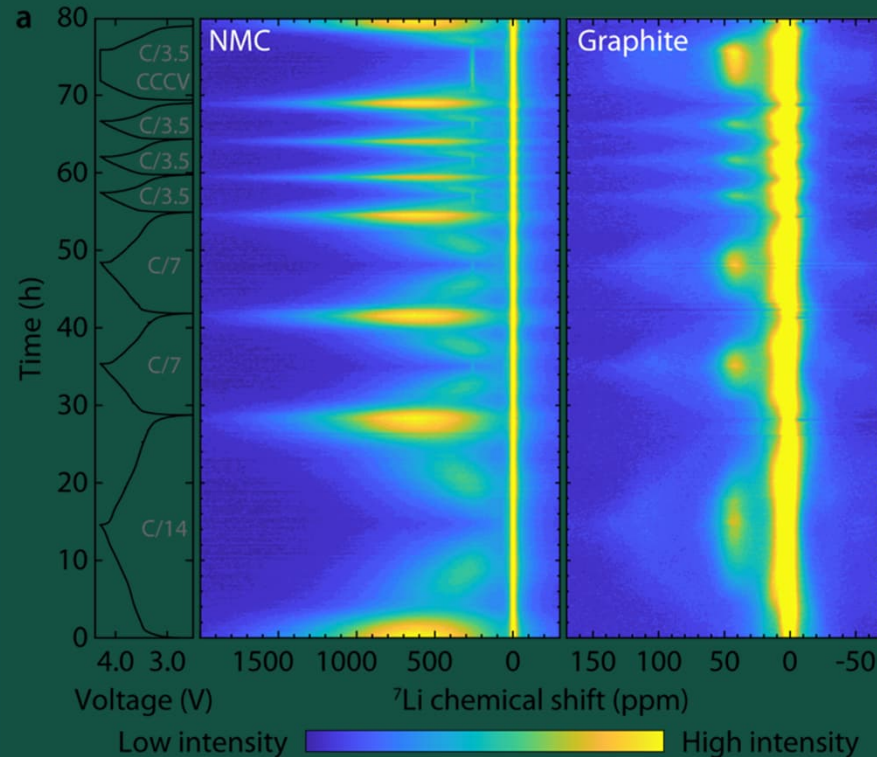 a
NMC
Graphite
C/3.5
CCCV
C/3.5
C/3.5
C/3.5
C/7
C/7
C/14
Time (h)
80
70
60
50
40
30
20
10
0
4.0 3.0
1500 1000 500 0
150 100 50 0 -50
Voltage (V)
⁷Li chemical shift (ppm)
Low intensity
High intensity